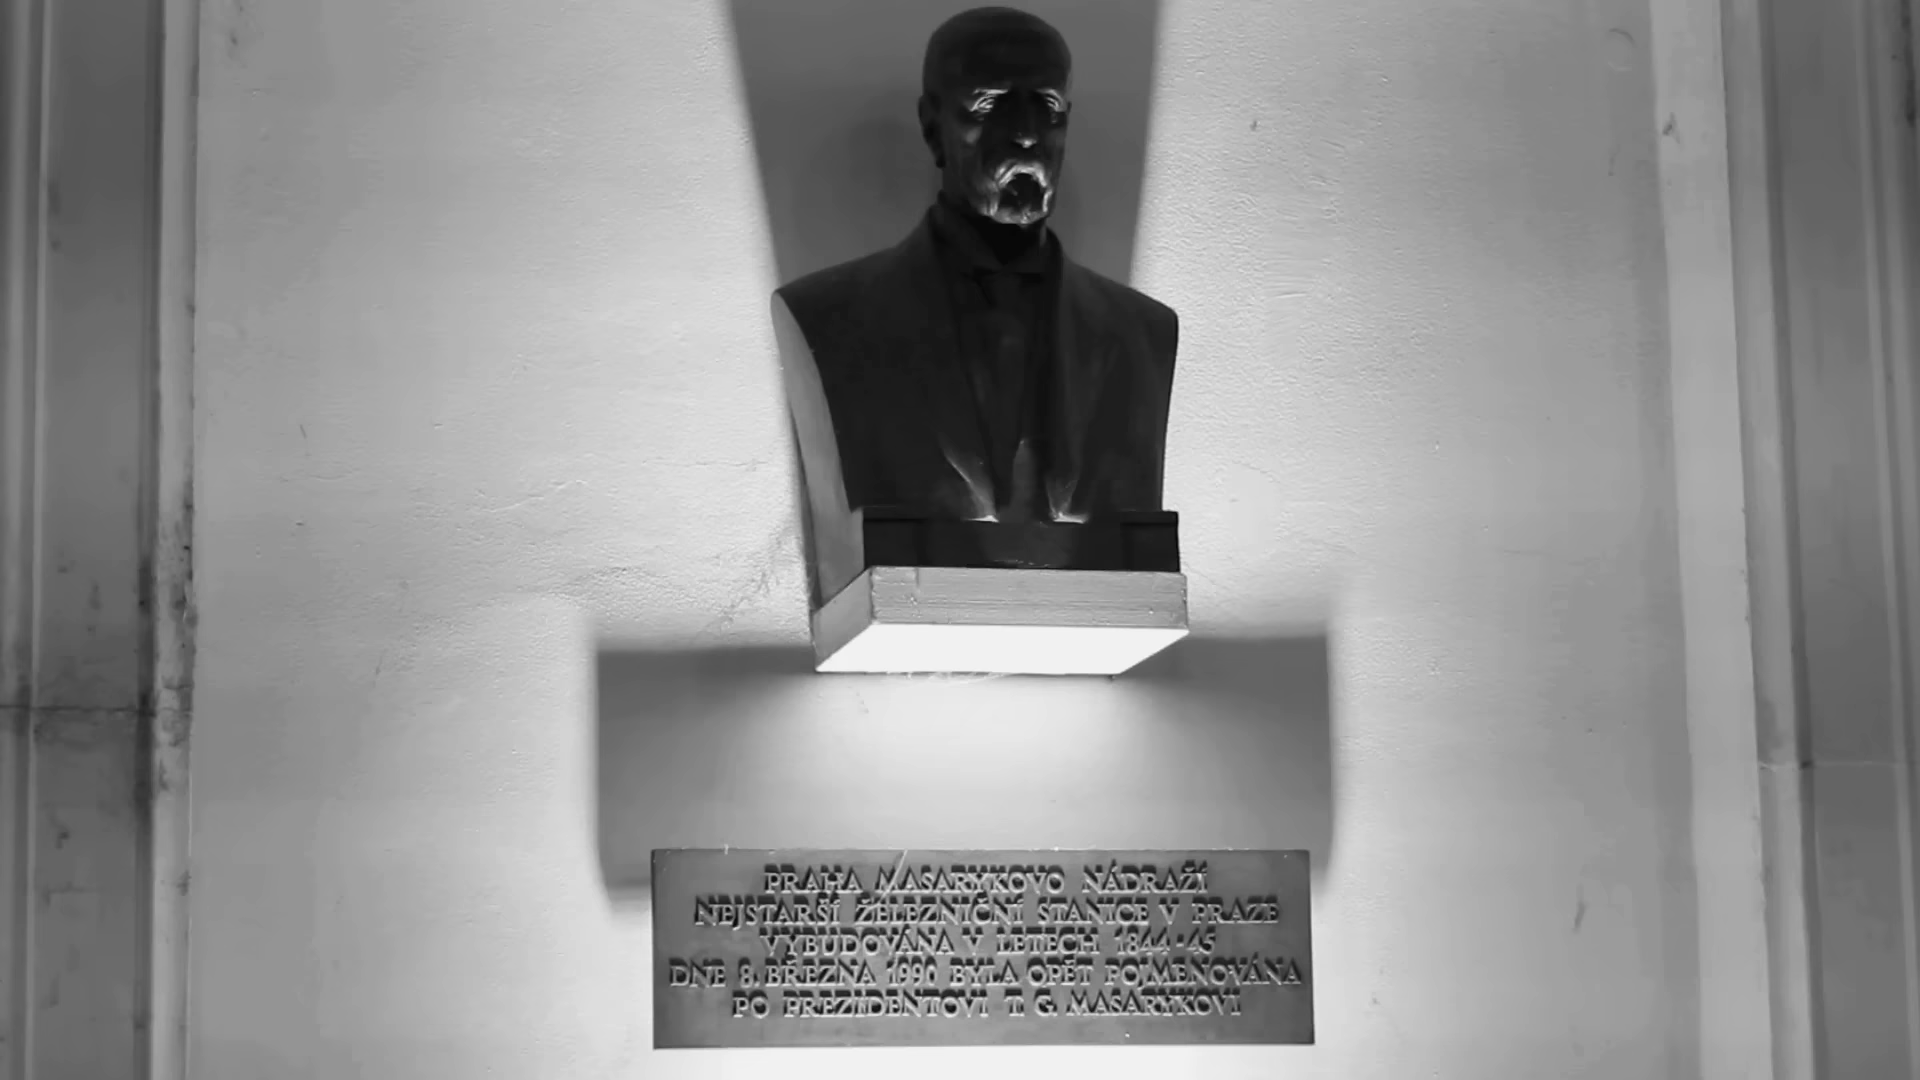 PRAHA MASARYKOVO NÁDRAŽÍ
NEJSTARŠÍ ŽELEZNIČNÍ STANICE V PRAZE
VYBUDOVÁNA V LETECH 1844-45
DNE 8. BŘEZNA 1990 BYLA OPĚT POJMENOVÁNA
PO PREZIDENTOVI T. G. MASARYKOVI